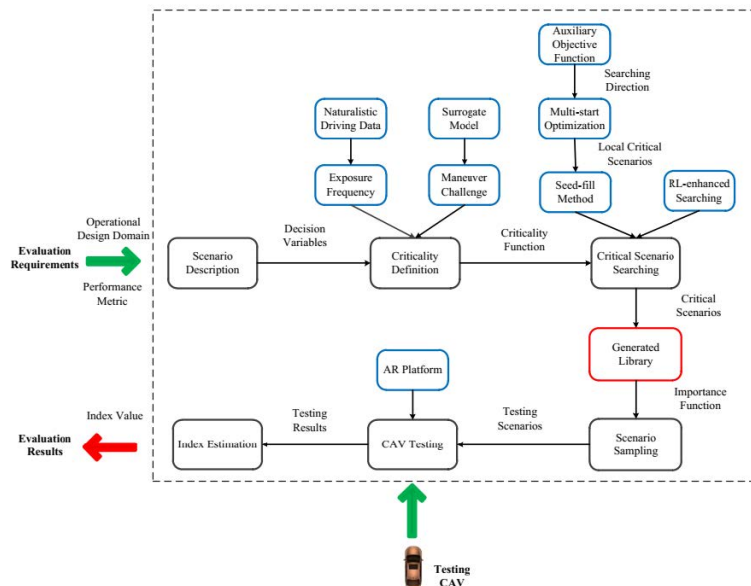 Auxiliary
Objective
Function
Searching
Direction
Naturalistic
Driving Data
Surrogate
Model
Multi-start
Optimization
Local Critical
Scenarios
Exposure
Frequency
Maneuver
Challenge
Seed-fill
Method
RL-enhanced
Searching
Operational
Design Domain
Evaluation
Requirements
Performance
Metric
Scenario
Description
Decision
Variables
Criticality
Definition
Criticality
Function
Critical Scenario
Searching
Critical
Scenarios
Generated
Library
AR Platform
Importance
Function
Index Value
Evaluation
Results
Index Estimation
Testing
Results
CAV Testing
Testing
Scenarios
Scenario
Sampling
Testing
CAV